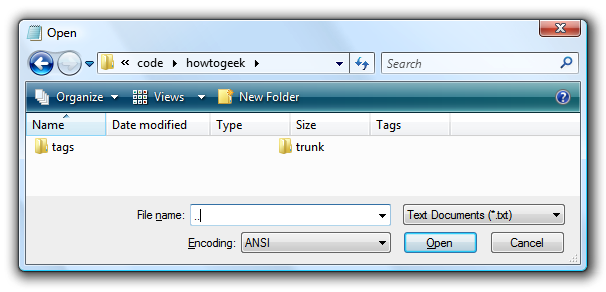 Open
« code howtogeek Search
Organize Views New Folder
Name Date modified Type Size Tags
tags trunk
File name: .. Text Documents (*.txt)
Encoding: ANSI Open Cancel